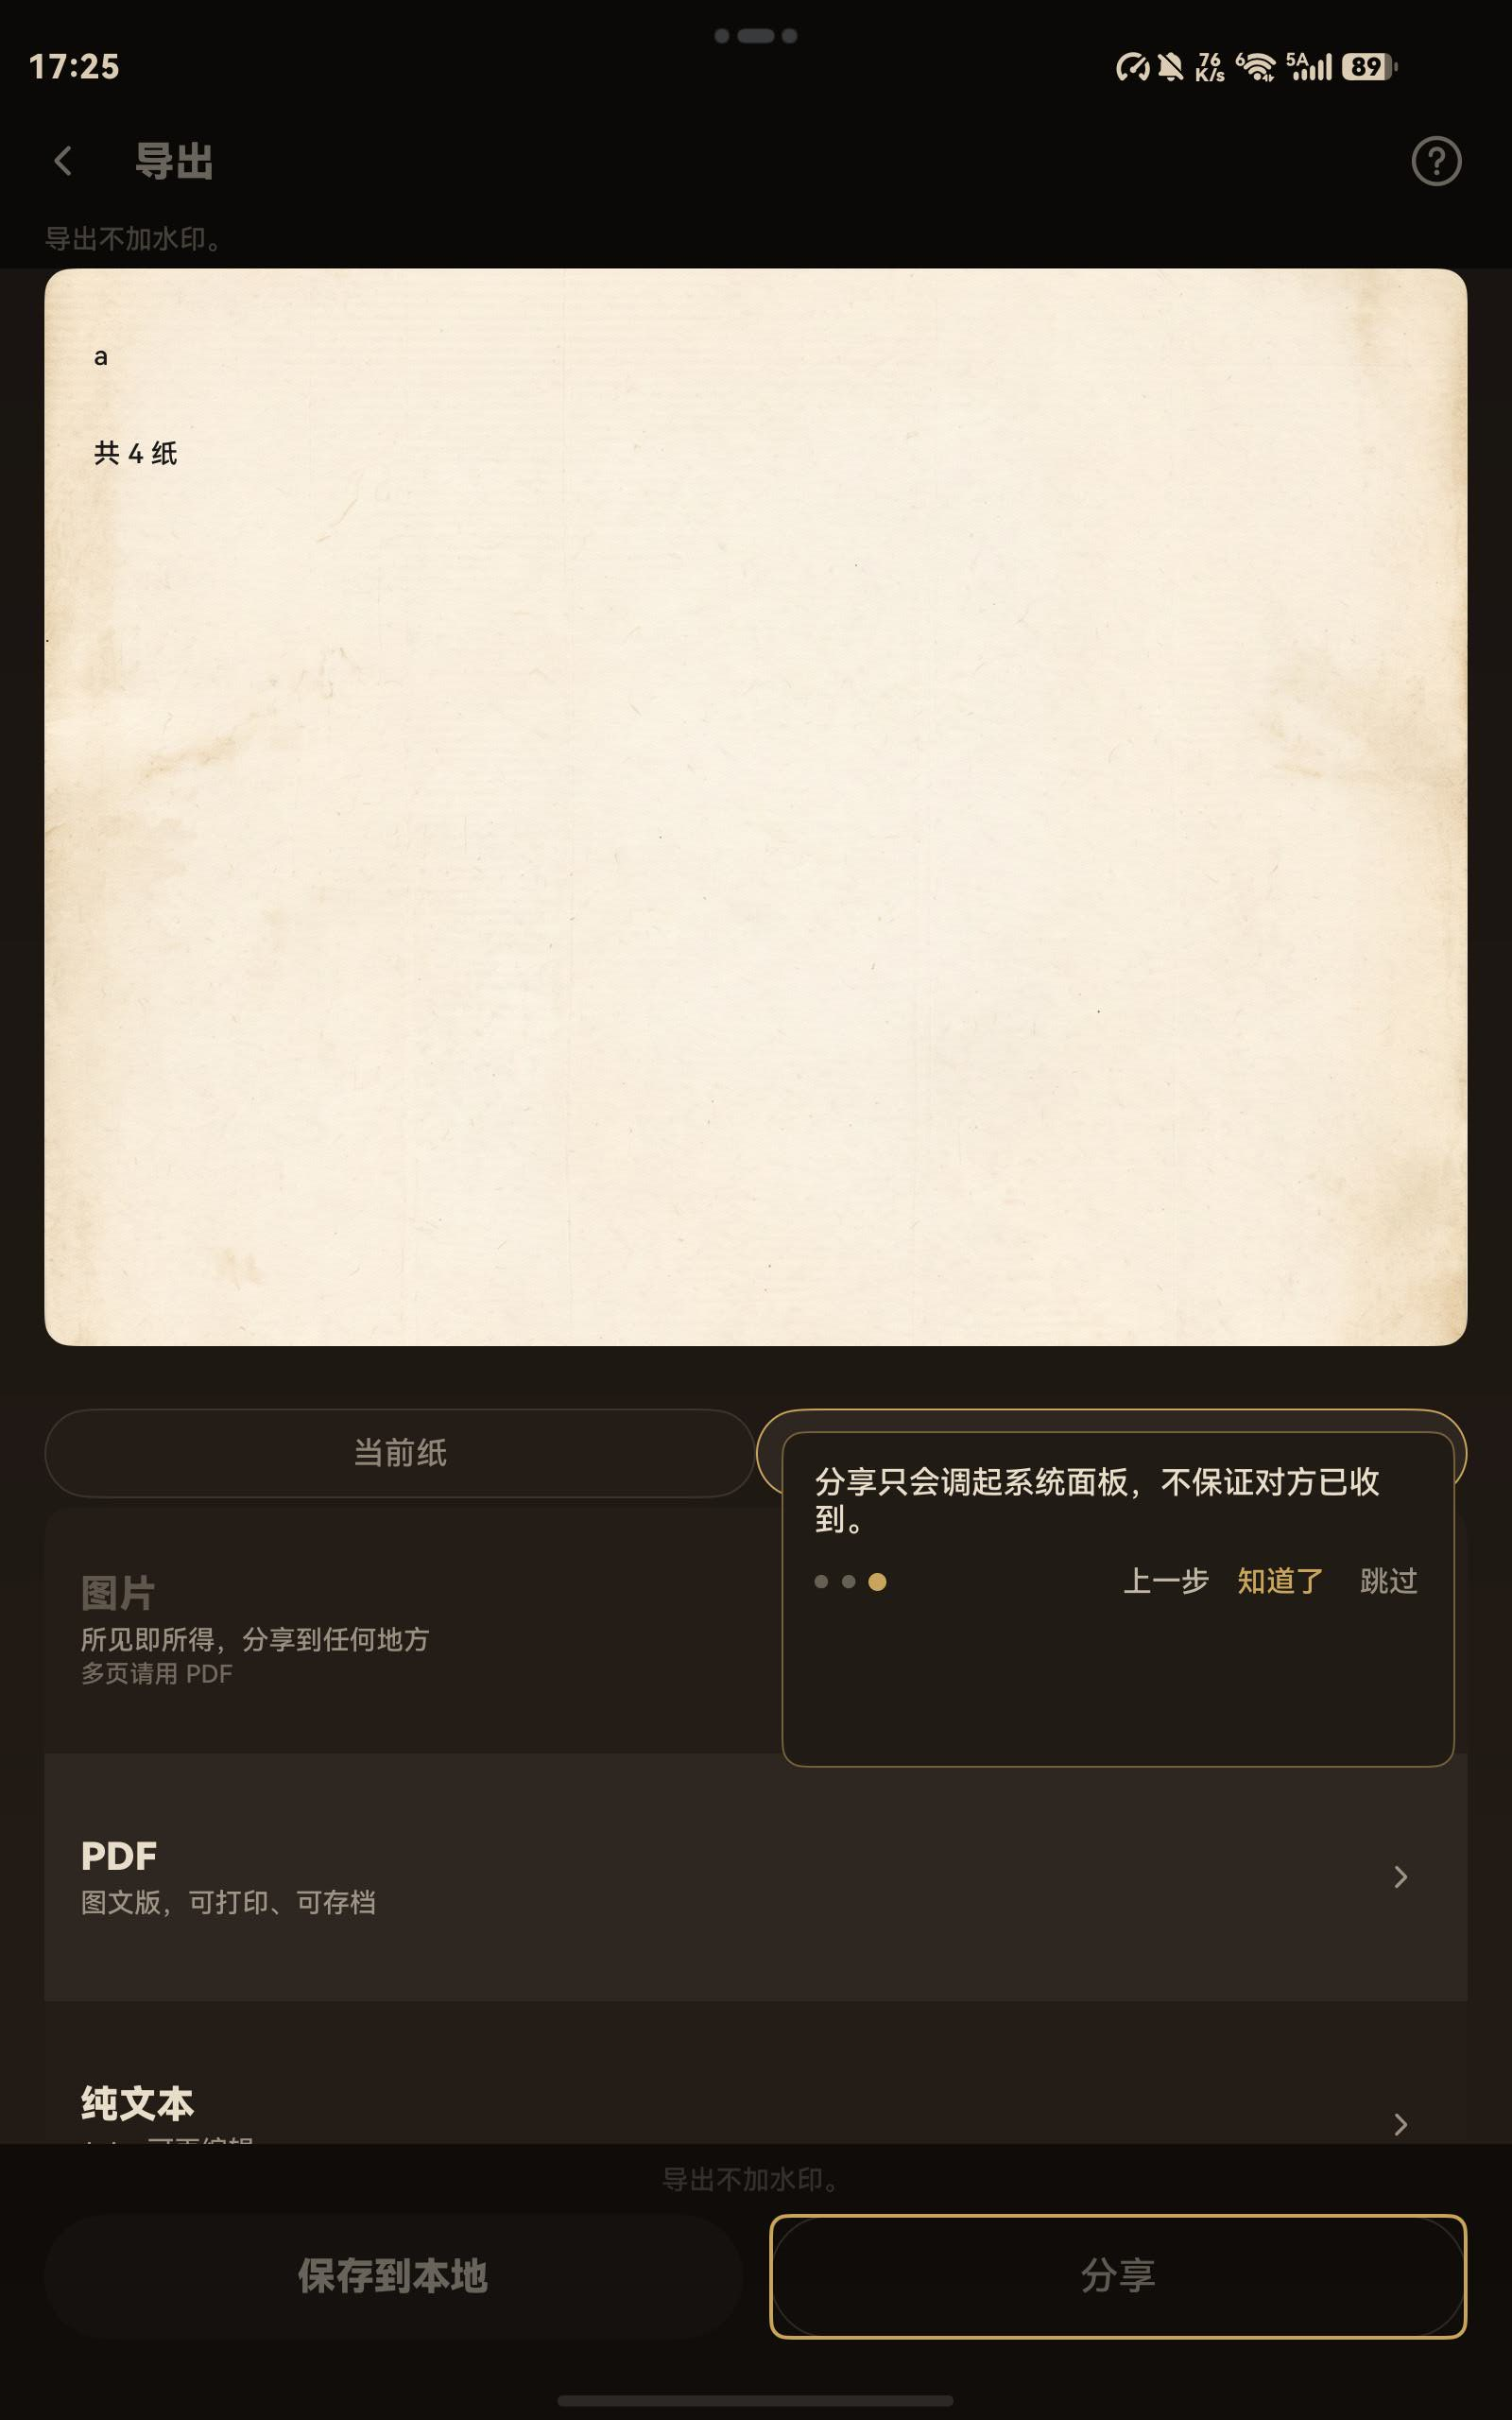 17:25
76 K/s 6 5A 89
导出
导出不加水印。
a
共 4 纸
当前纸
分享只会调起系统面板，不保证对方已收
到。
上一步 知道了 跳过
图片
所见即所得，分享到任何地方
多页请用 PDF
PDF
图文版，可打印、可存档
纯文本
导出不加水印。
保存到本地
分享